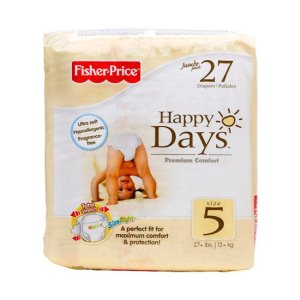 Fisher-Price
Jumbo
pack
27
Diapers | Pañales
Ultra soft
Hypoallergenic
Fragrance-
free
Happy
Days
Premium Comfort
size
5
27+ lbs. | 12+kg
A perfect fit for
maximum comfort
& protection!